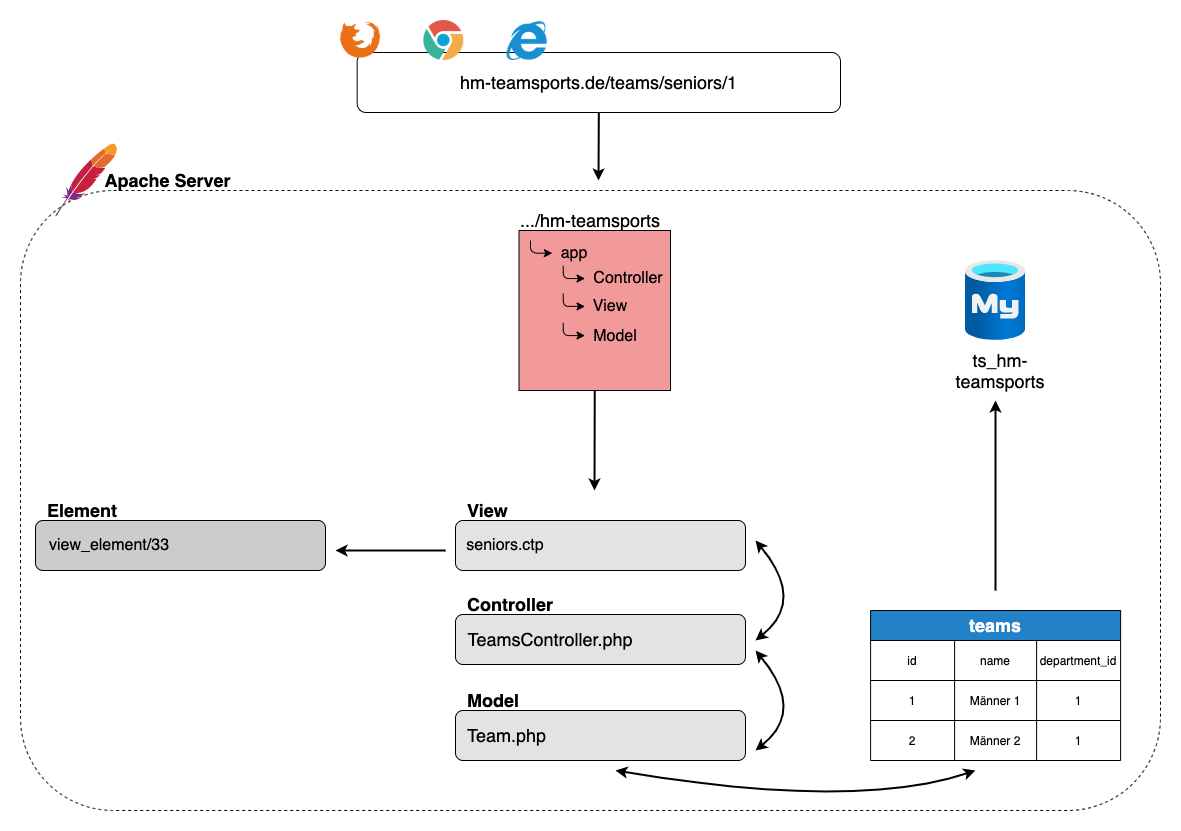 hm-teamsports.de/teams/seniors/1
Apache Server
.../hm-teamsports
app
Controller
View
Model
My
ts_hm-
teamsports
Element
view_element/33
View
seniors.ctp
Controller
TeamsController.php
Model
Team.php
teams
id name department_id
1 Männer 1 1
2 Männer 2 1